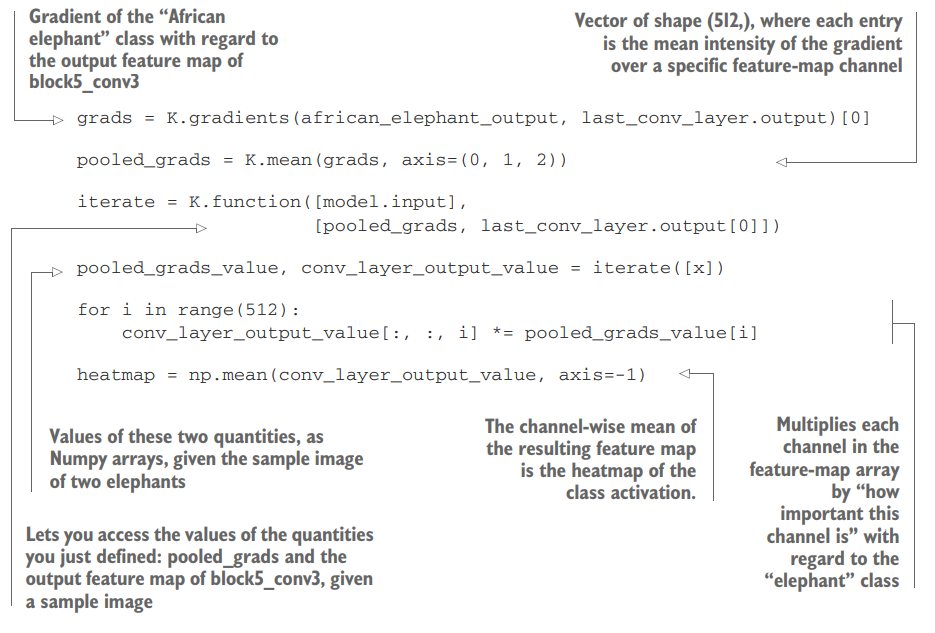 Gradient of the “African
elephant” class with regard to
the output feature map of
block5_conv3
Vector of shape (512,), where each entry
is the mean intensity of the gradient
over a specific feature-map channel
grads = K.gradients(african_elephant_output, last_conv_layer.output)[0]
pooled_grads = K.mean(grads, axis=(0, 1, 2))
iterate = K.function([model.input],
[pooled_grads, last_conv_layer.output[0]])
pooled_grads_value, conv_layer_output_value = iterate([x])
for i in range(512):
    conv_layer_output_value[:, :, i] *= pooled_grads_value[i]
heatmap = np.mean(conv_layer_output_value, axis=-1)
Values of these two quantities, as
Numpy arrays, given the sample image
of two elephants
The channel-wise mean of
the resulting feature map
is the heatmap of the
class activation.
Multiplies each
channel in the
feature-map array
by “how
important this
channel is” with
regard to the
“elephant” class
Lets you access the values of the quantities
you just defined: pooled_grads and the
output feature map of block5_conv3, given
a sample image